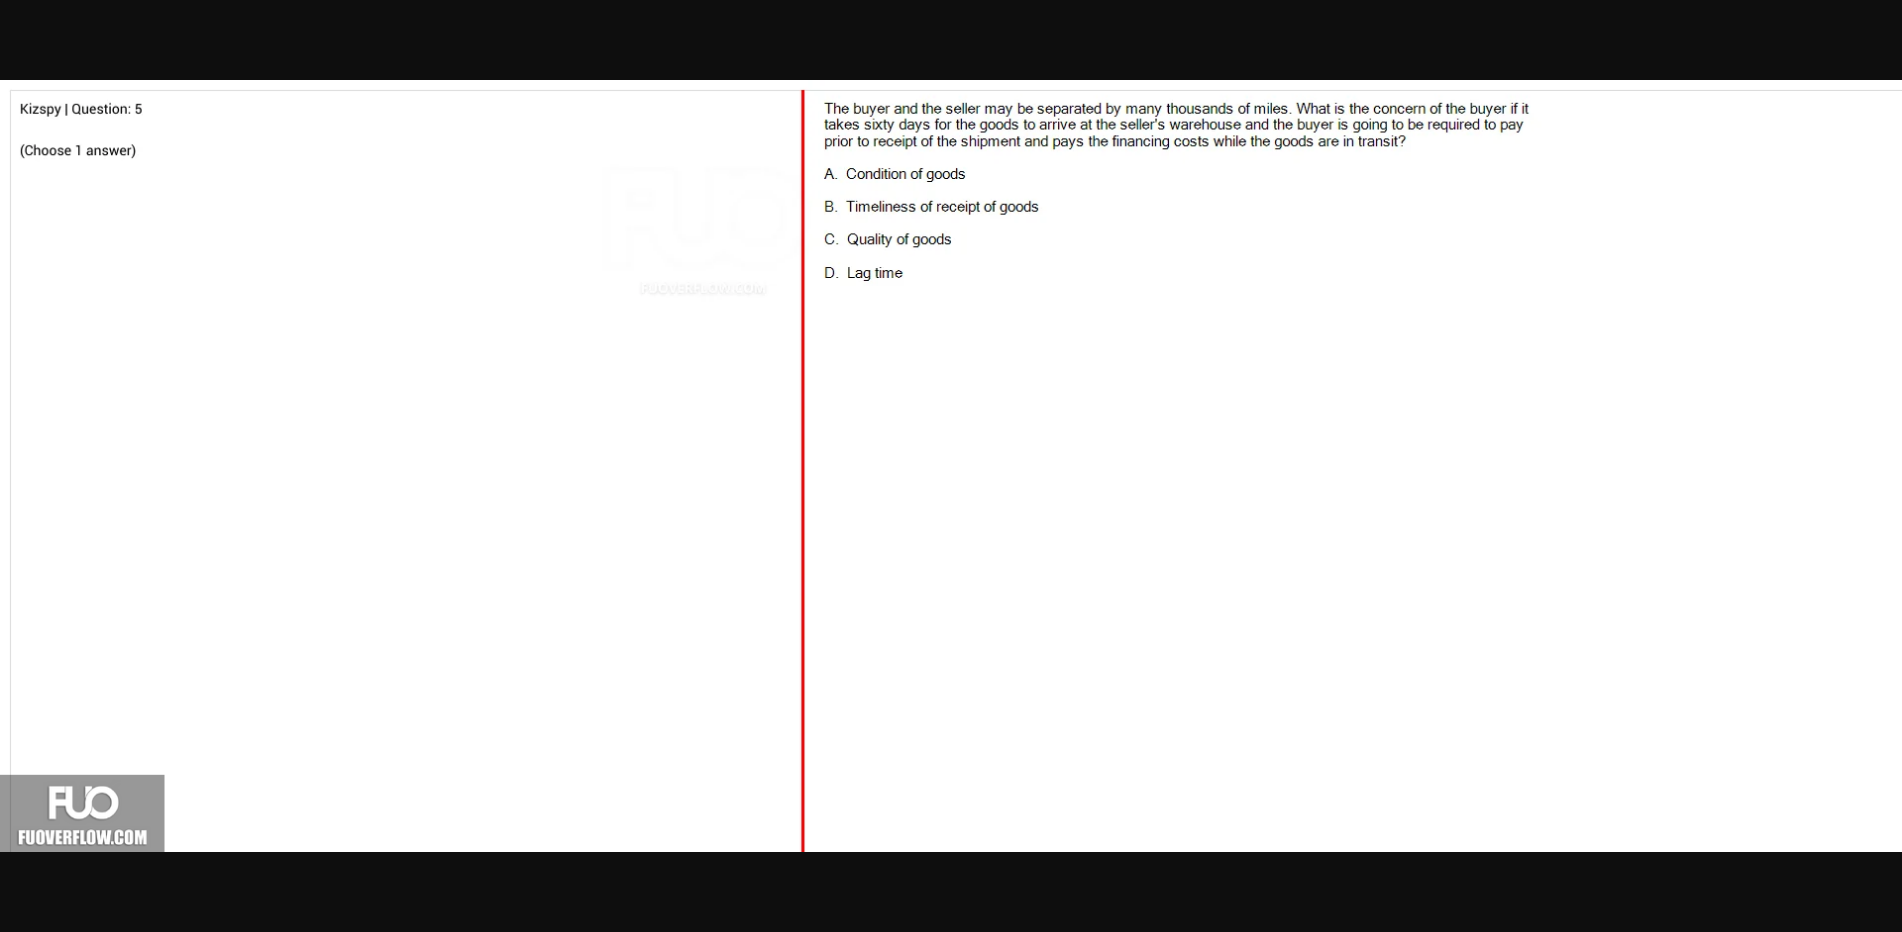 Kizspy | Question: 5
(Choose 1 answer)
The buyer and the seller may be separated by many thousands of miles. What is the concern of the buyer if it
takes sixty days for the goods to arrive at the seller's warehouse and the buyer is going to be required to pay
prior to receipt of the shipment and pays the financing costs while the goods are in transit?
A. Condition of goods
B. Timeliness of receipt of goods
C. Quality of goods
D. Lag time
FUO
FUOVERFLOW.COM
FUO
FUOVERFLOW.COM